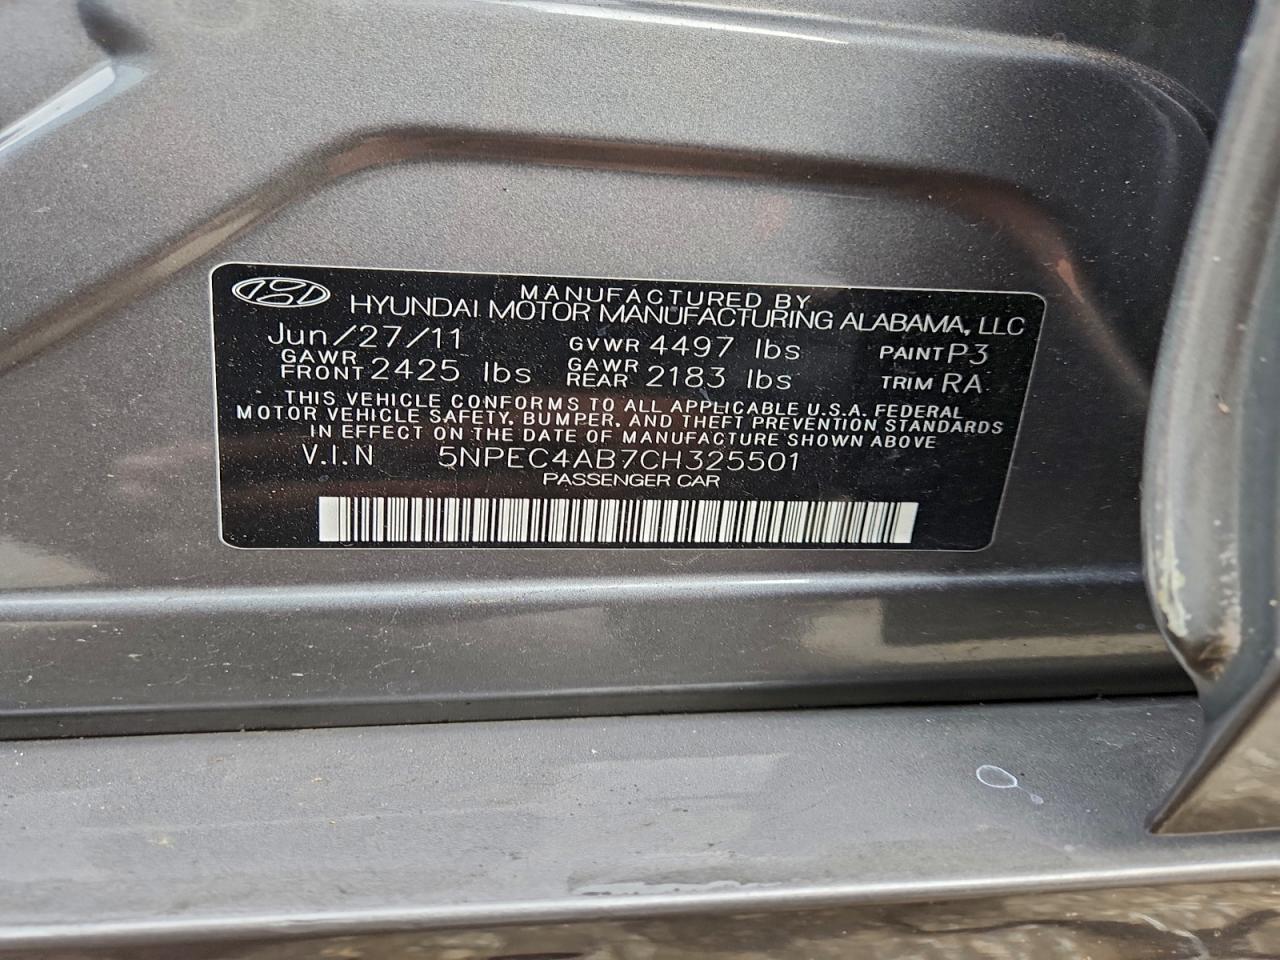 MANUFACTURED BY
HYUNDAI MOTOR MANUFACTURING ALABAMA, LLC
Jun/27/11 GVWR 4497 lbs PAINT P3
GAWR FRONT 2425 lbs GAWR REAR 2183 lbs TRIM RA
THIS VEHICLE CONFORMS TO ALL APPLICABLE U.S.A. FEDERAL
MOTOR VEHICLE SAFETY, BUMPER, AND THEFT PREVENTION STANDARDS
IN EFFECT ON THE DATE OF MANUFACTURE SHOWN ABOVE
V.I.N 5NPEC4AB7CH325501
PASSENGER CAR